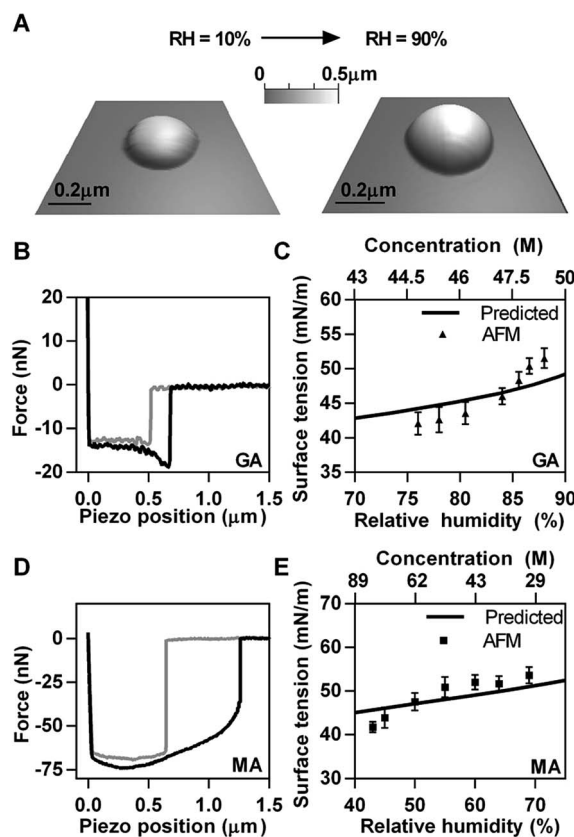 A
RH = 10%
RH = 90%
0
0.5μm
0.2μm
0.2μm
B
20
10
0
-10
-20
Force (nN)
GA
0.0
0.5
1.0
1.5
Piezo position (μm)
C
Concentration (M)
43
44.5
46
47.5
50
60
55
50
45
40
35
Surface tension (mN/m)
Predicted
AFM
GA
70
75
80
85
90
Relative humidity (%)
D
0
-25
-50
-75
Force (nN)
MA
0.0
0.5
1.0
1.5
Piezo position (μm)
E
Concentration (M)
89
62
43
29
70
60
50
40
30
Surface tension (mN/m)
Predicted
AFM
MA
40
50
60
70
Relative humidity (%)